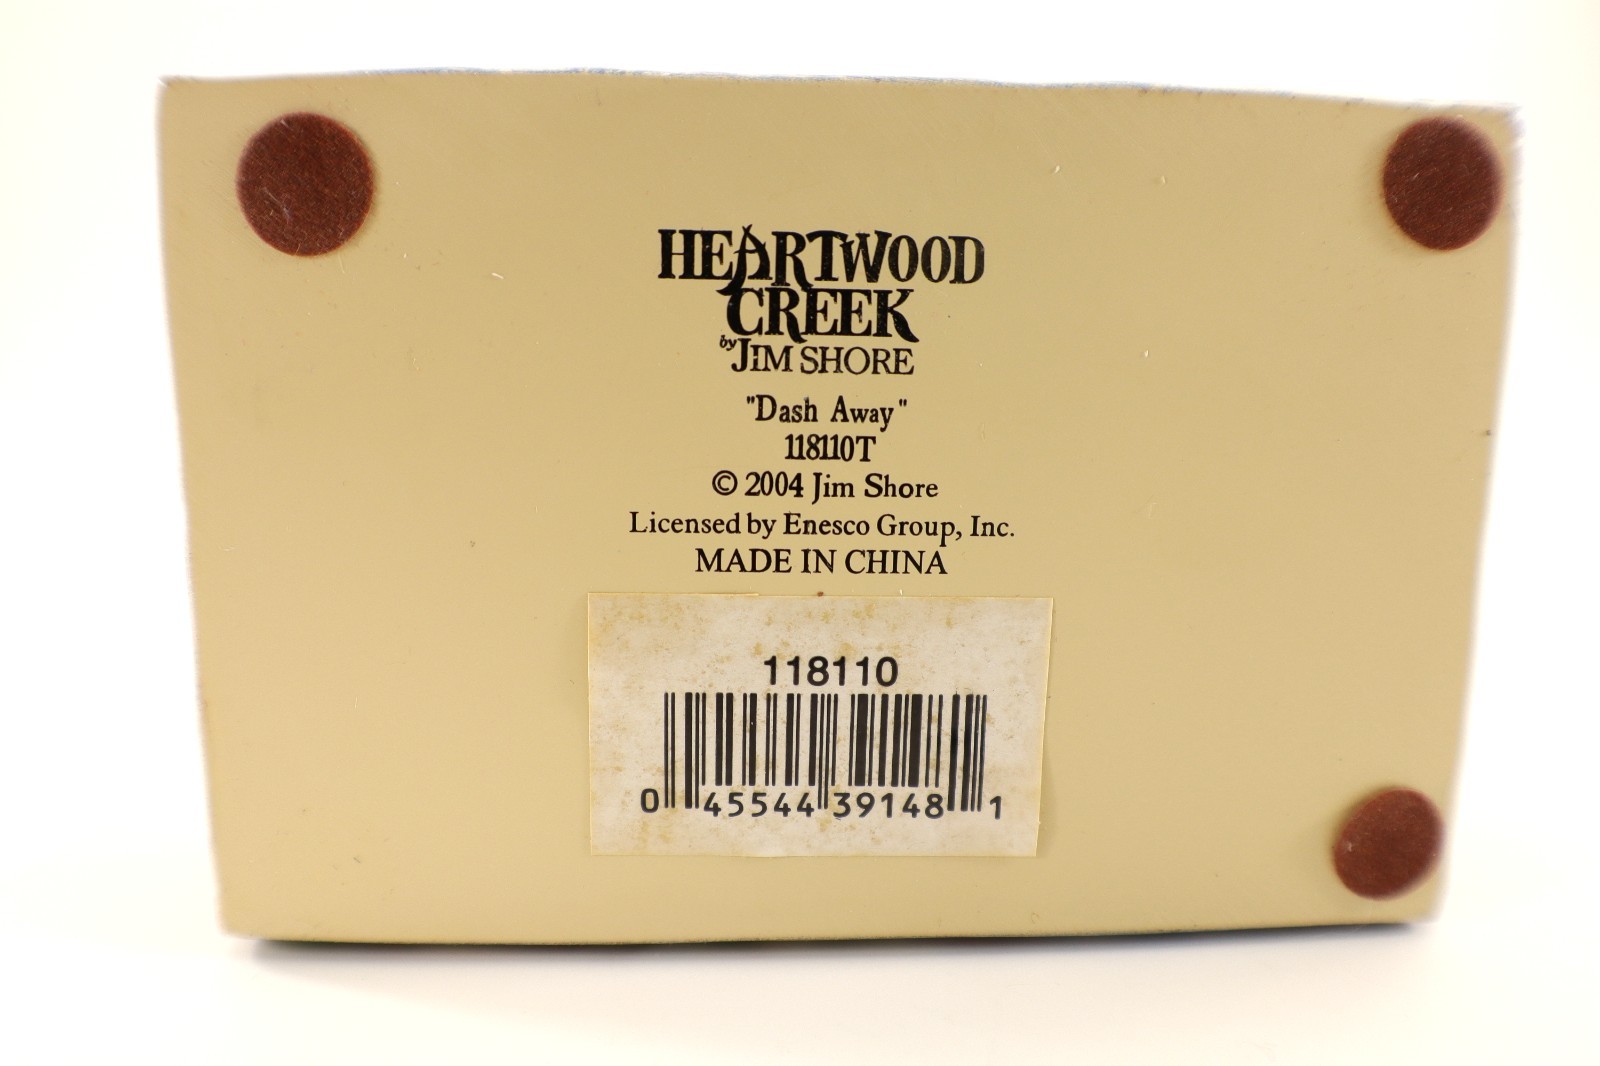 HEARTWOOD
CREEK
by JIM SHORE
"Dash Away"
118110T
© 2004 Jim Shore
Licensed by Enesco Group, Inc.
MADE IN CHINA
118110
0 45544 39148 1